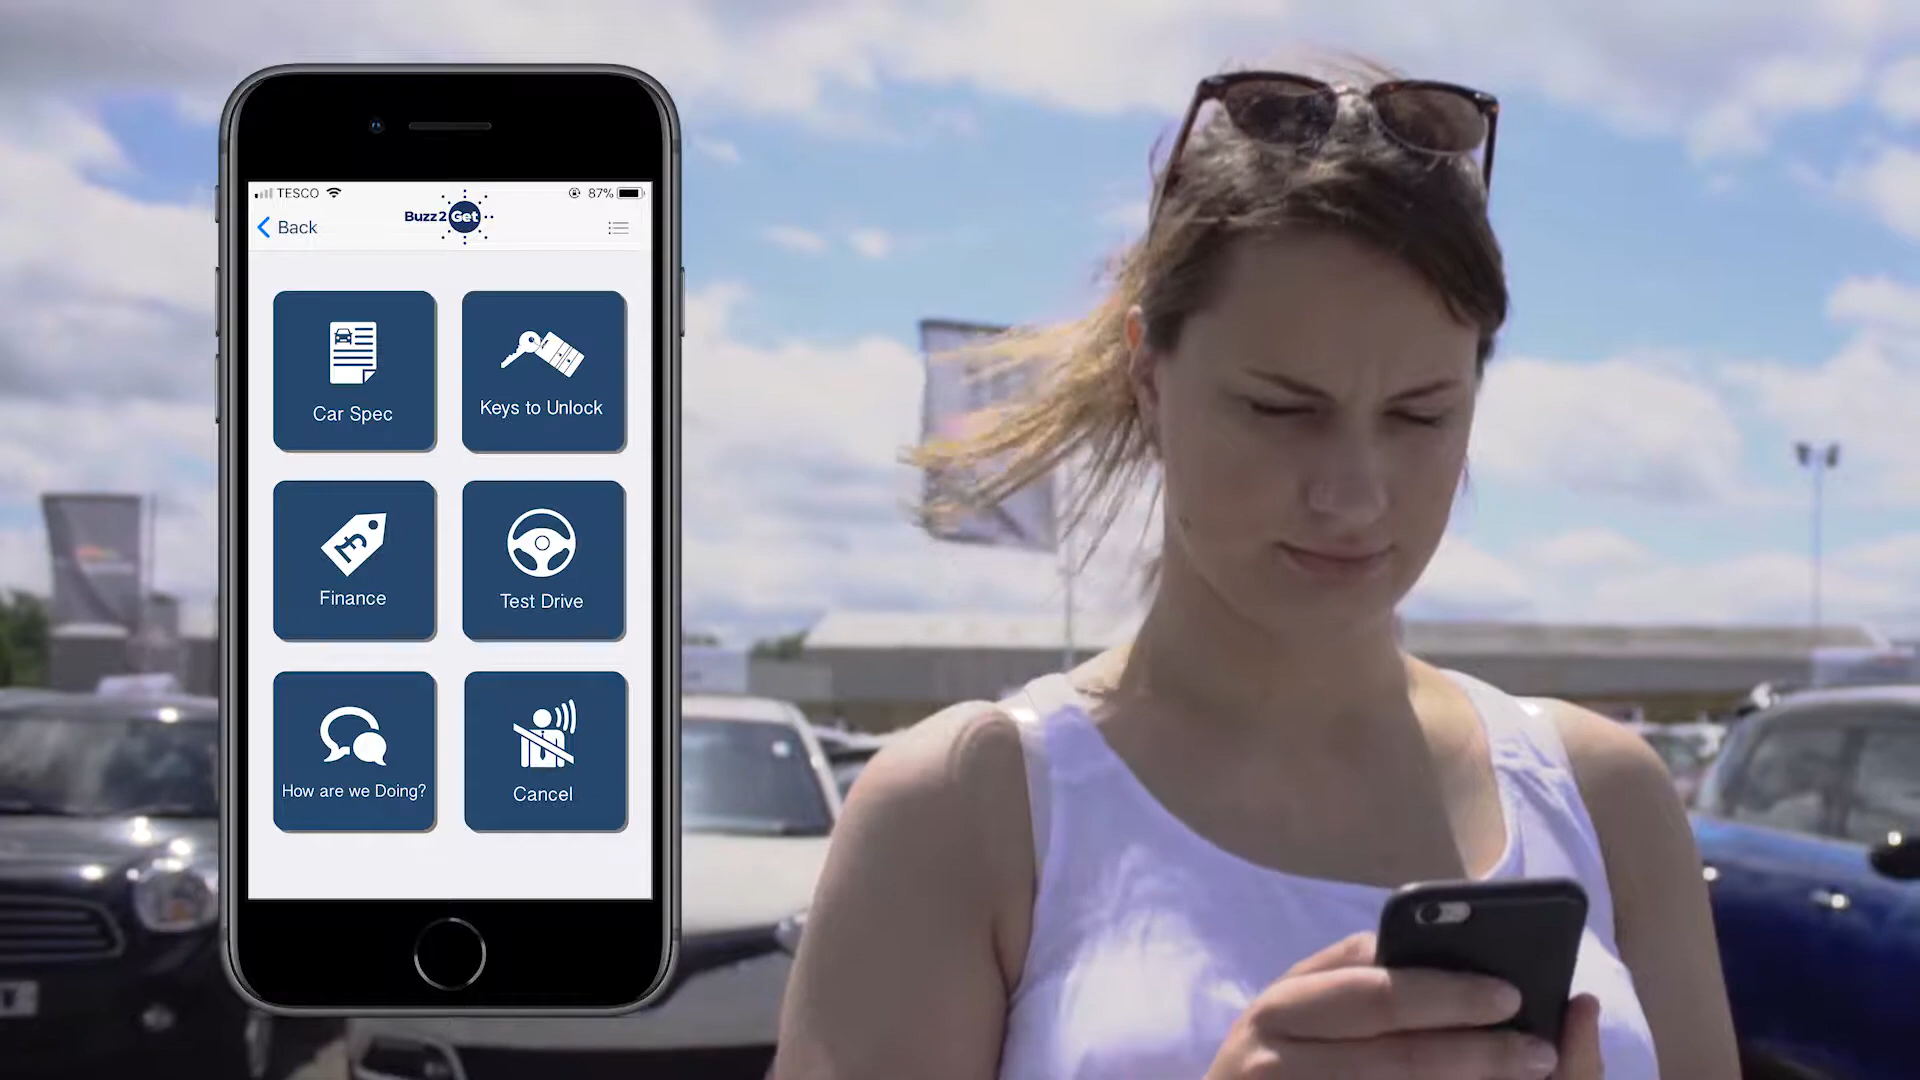 TESCO
87%
Back
Buzz2Get
Car Spec
Keys to Unlock
Finance
Test Drive
How are we Doing?
Cancel